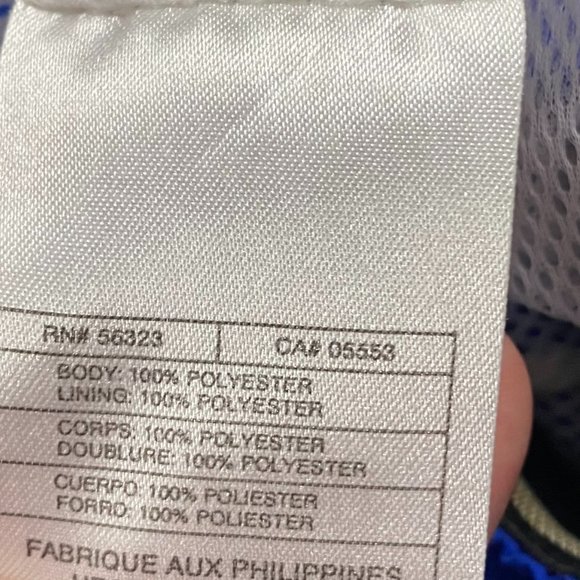 RN# 56323 CA# 05553
BODY: 100% POLYESTER
LINING: 100% POLYESTER
CORPS: 100% POLYESTER
DOUBLURE: 100% POLYESTER
CUERPO: 100% POLIESTER
FORRO: 100% POLIESTER
FABRIQUE AUX PHILIPPINES